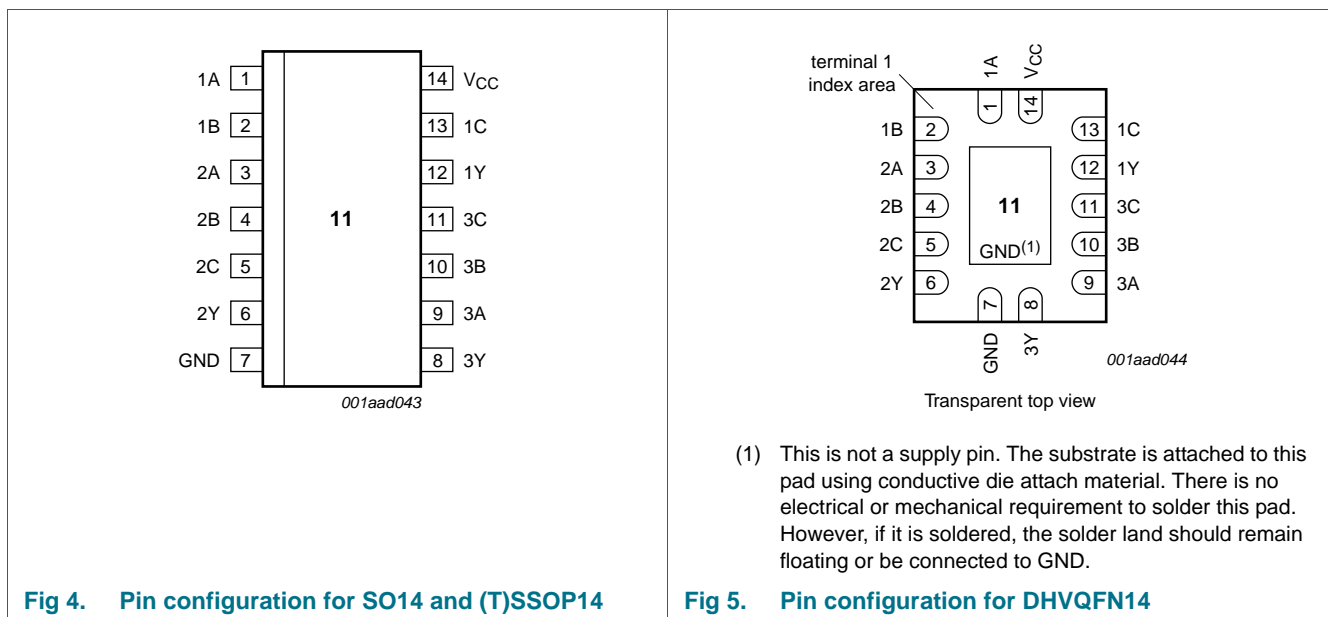 1A 1
1B 2
2A 3
2B 4
2C 5
2Y 6
GND 7
11
14 VCC
13 1C
12 1Y
11 3C
10 3B
9 3A
8 3Y
001aad043
Fig 4. Pin configuration for SO14 and (T)SSOP14
terminal 1
index area
1A
VCC
1
14
1B 2
2A 3
2B 4
2C 5
2Y 6
13 1C
12 1Y
11 3C
10 3B
9 3A
11
GND(1)
7
8
GND
3Y
001aad044
Transparent top view
(1) This is not a supply pin. The substrate is attached to this
pad using conductive die attach material. There is no
electrical or mechanical requirement to solder this pad.
However, if it is soldered, the solder land should remain
floating or be connected to GND.
Fig 5. Pin configuration for DHVQFN14